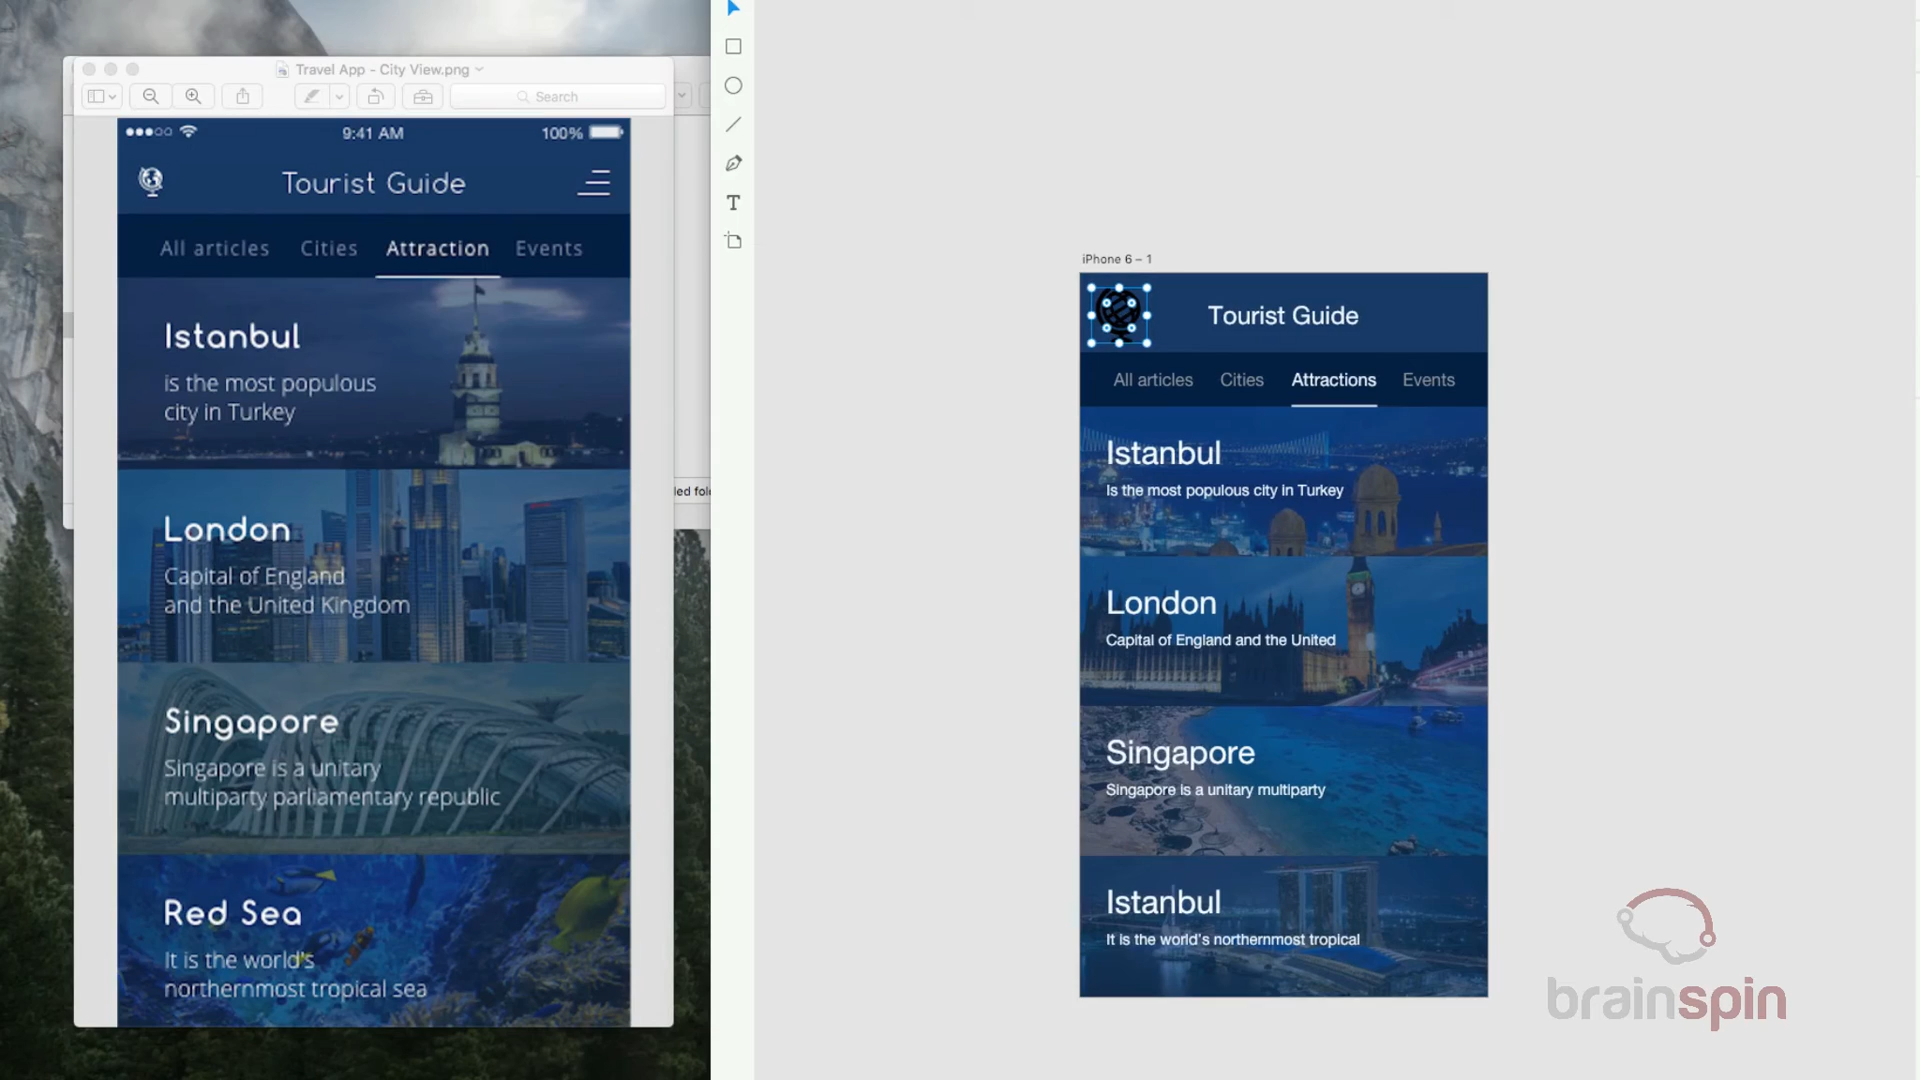 Travel App - City View.png
Search
9:41 AM
100%
Tourist Guide
All articles Cities Attraction Events
Istanbul
is the most populous
city in Turkey
London
Capital of England
and the United Kingdom
Singapore
Singapore is a unitary
multiparty parliamentary republic
Red Sea
It is the world's
northernmost tropical sea
led fol
T
iPhone 6 – 1
Tourist Guide
All articles Cities Attractions Events
Istanbul
Is the most populous city in Turkey
London
Capital of England and the United
Singapore
Singapore is a unitary multiparty
Istanbul
It is the world's northernmost tropical
brainspin